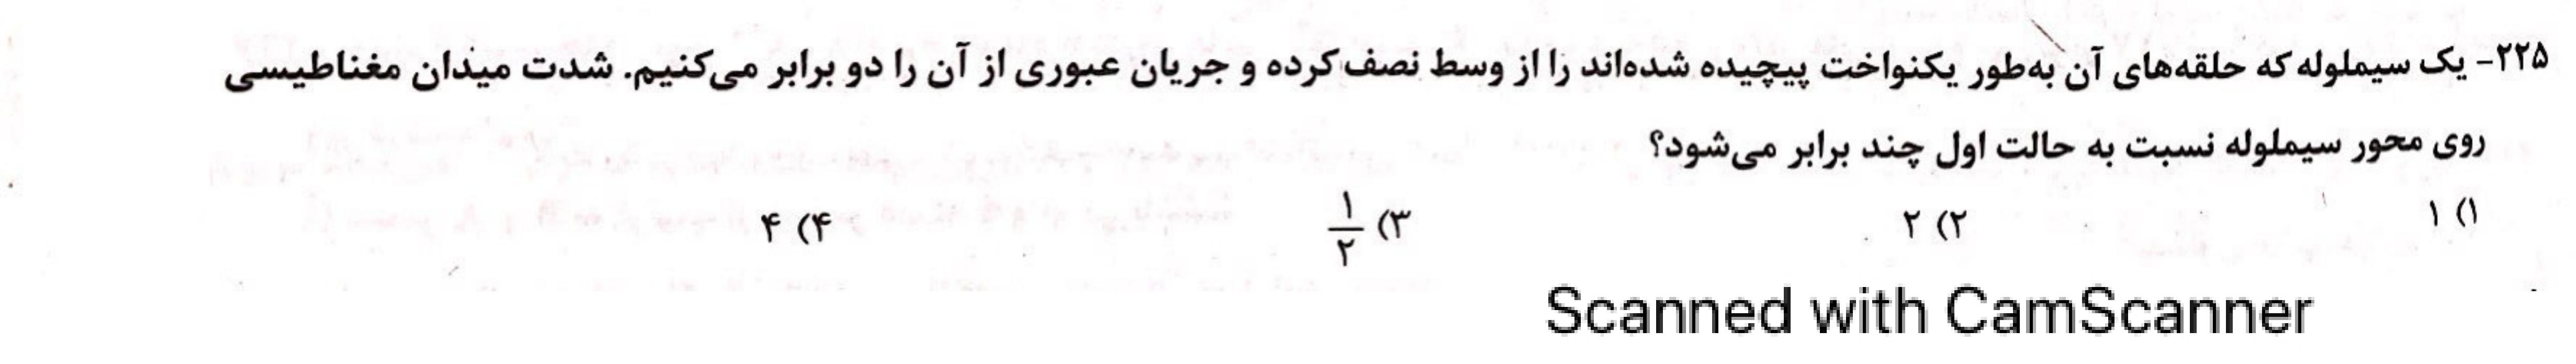 ۲۲۵- یک سیملوله که حلقه‌های آن به‌طور یکنواخت پیچیده شده‌اند را از وسط نصف کرده و جریان عبوری از آن را دو برابر می‌کنیم. شدت میدان مغناطیسی
روی محور سیملوله نسبت به حالت اول چند برابر می‌شود؟
۱) ۱ ۲) ۲ ۳) ۱/۲ ۴) ۴
Scanned with CamScanner